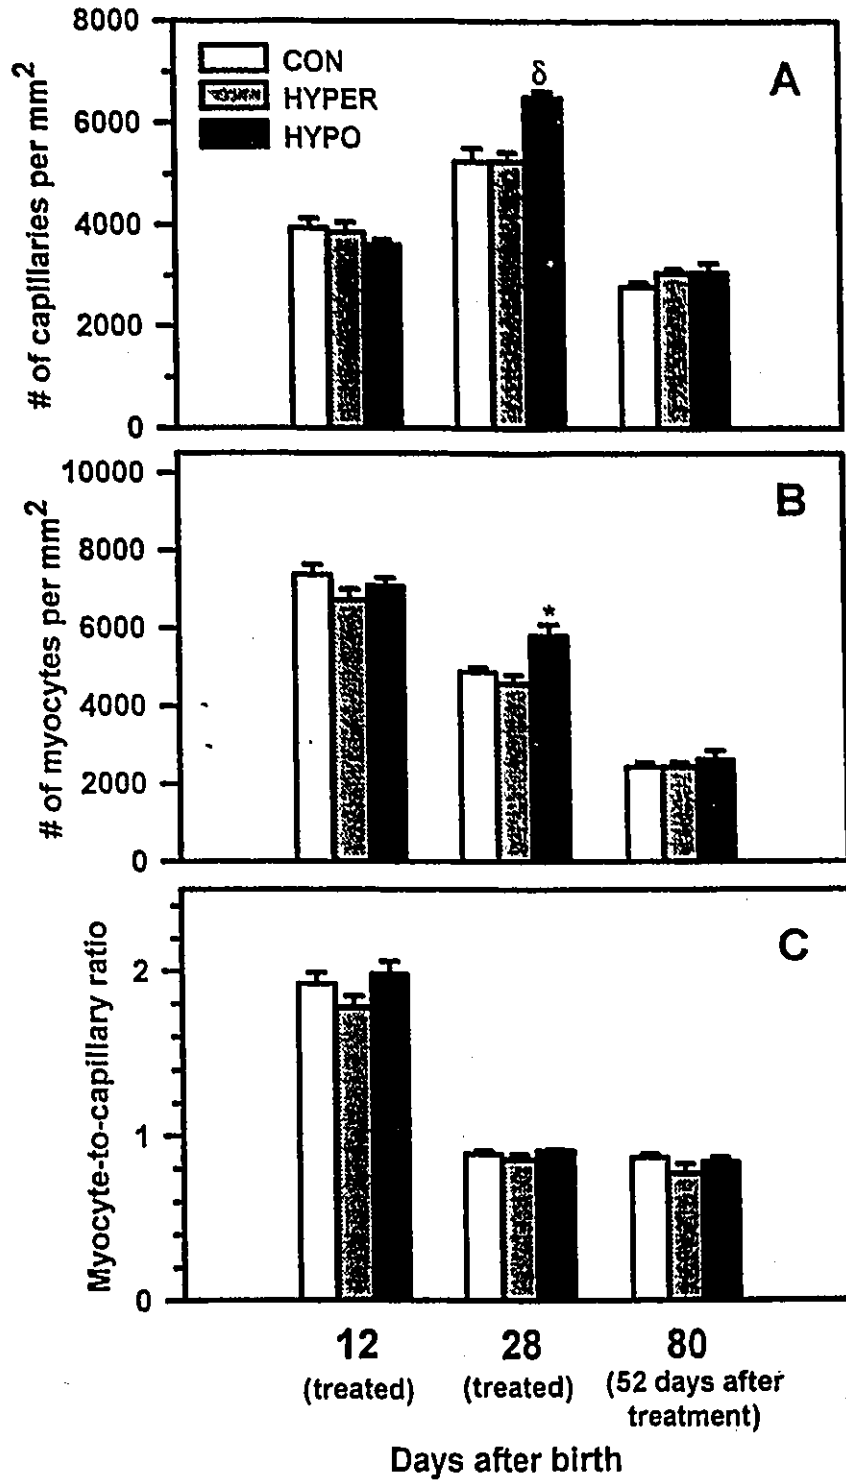 8000
6000
4000
2000
0
# of capillaries per mm²
CON
HYPER
HYPO
δ
A
10000
8000
6000
4000
2000
0
# of myocytes per mm²
*
B
2
1
0
Myocyte-to-capillary ratio
C
12 28 80
(treated) (treated) (52 days after
treatment)
Days after birth